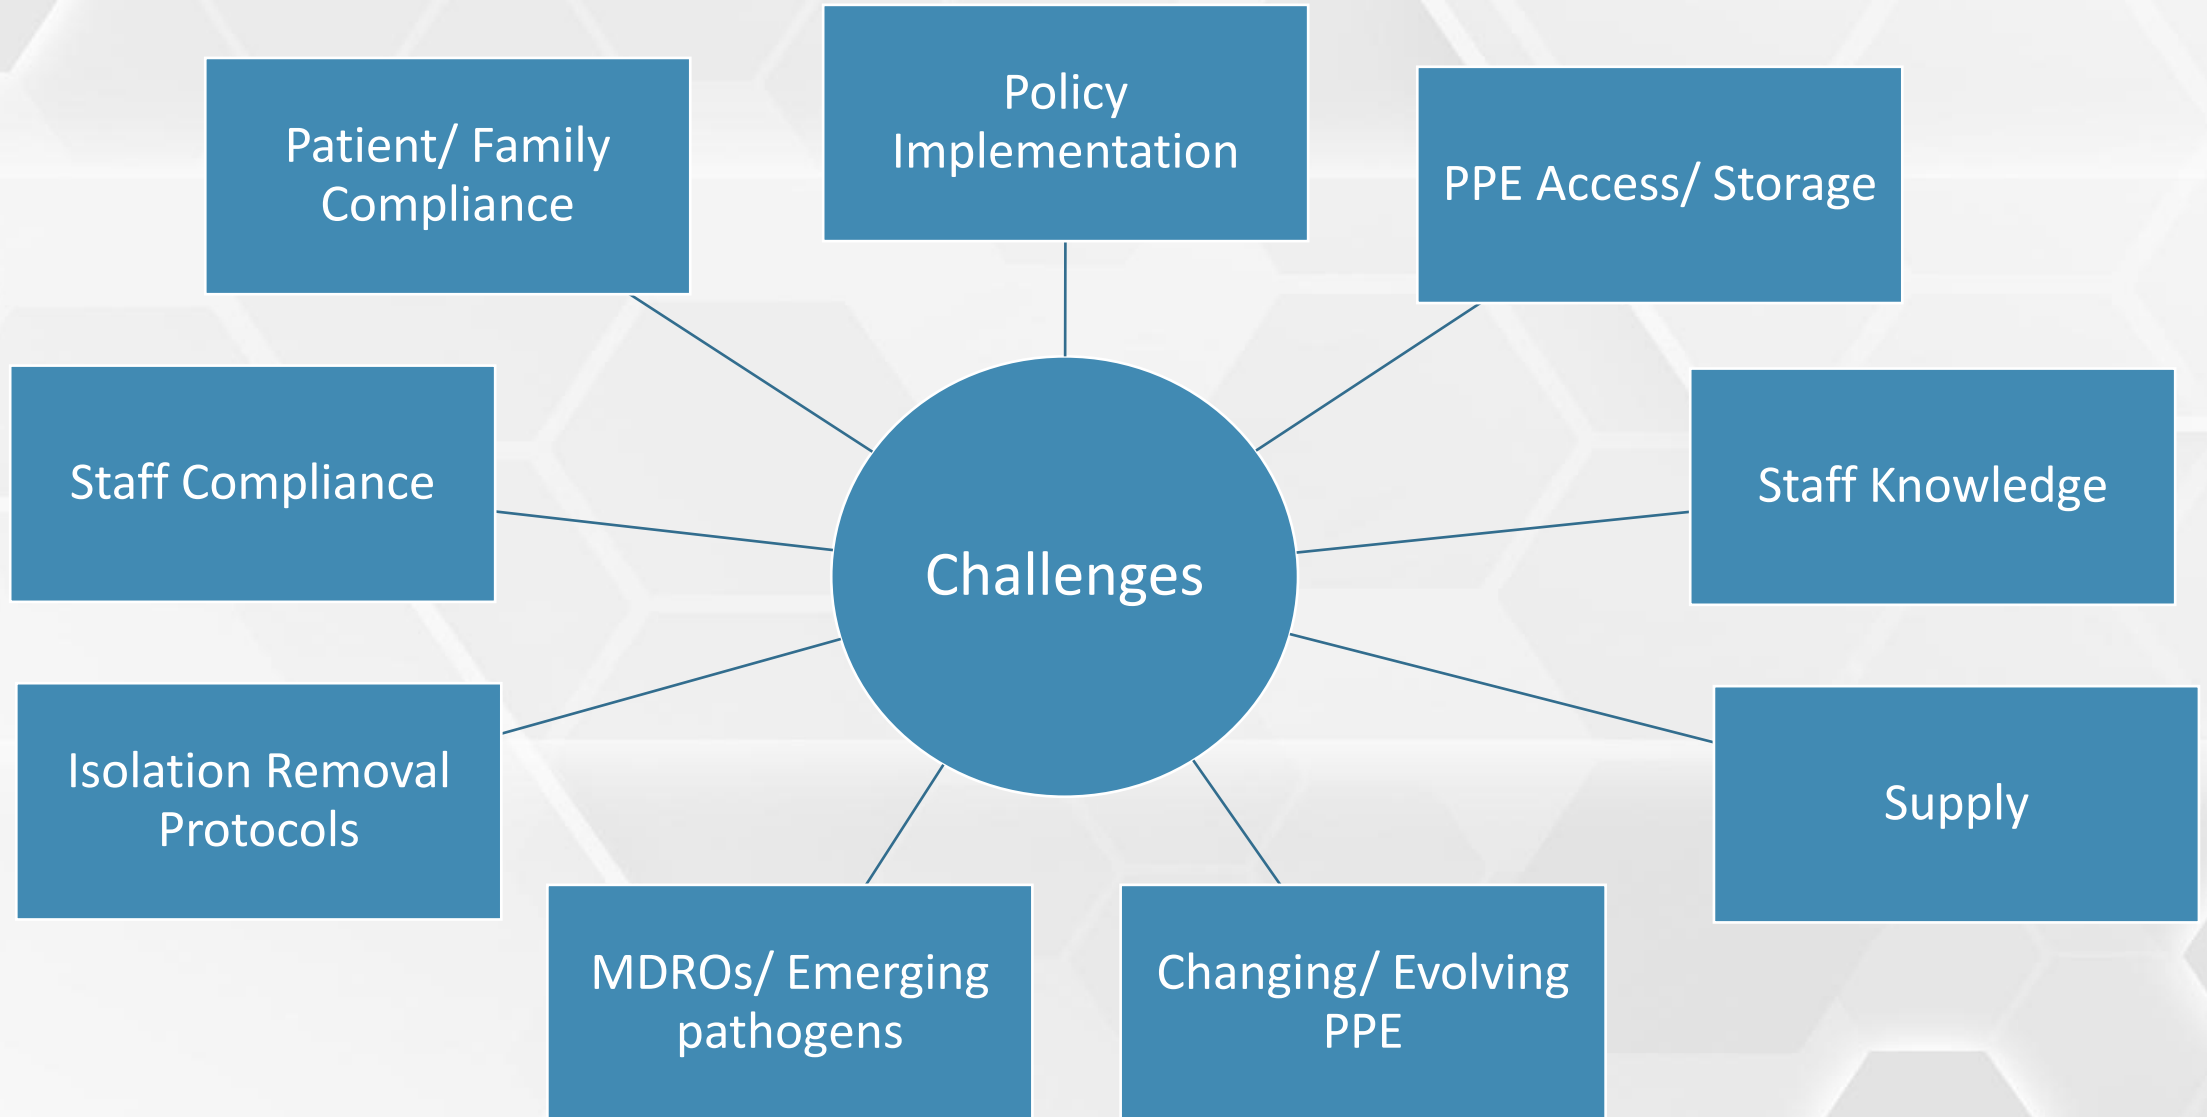 Policy
Implementation
Patient/ Family
Compliance
PPE Access/ Storage
Staff Compliance
Staff Knowledge
Challenges
Isolation Removal
Protocols
Supply
MDROs/ Emerging
pathogens
Changing/ Evolving
PPE